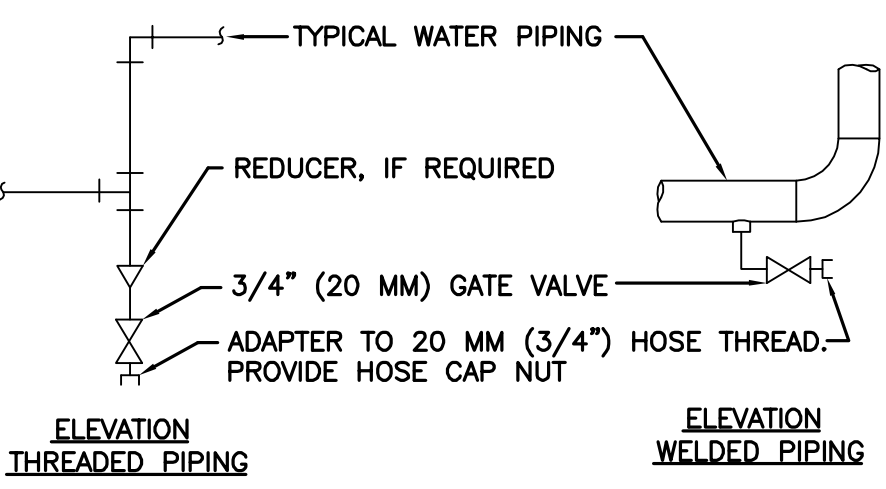 TYPICAL WATER PIPING
REDUCER, IF REQUIRED
3/4" (20 MM) GATE VALVE
ADAPTER TO 20 MM (3/4") HOSE THREAD.
PROVIDE HOSE CAP NUT
ELEVATION
THREADED PIPING
ELEVATION
WELDED PIPING